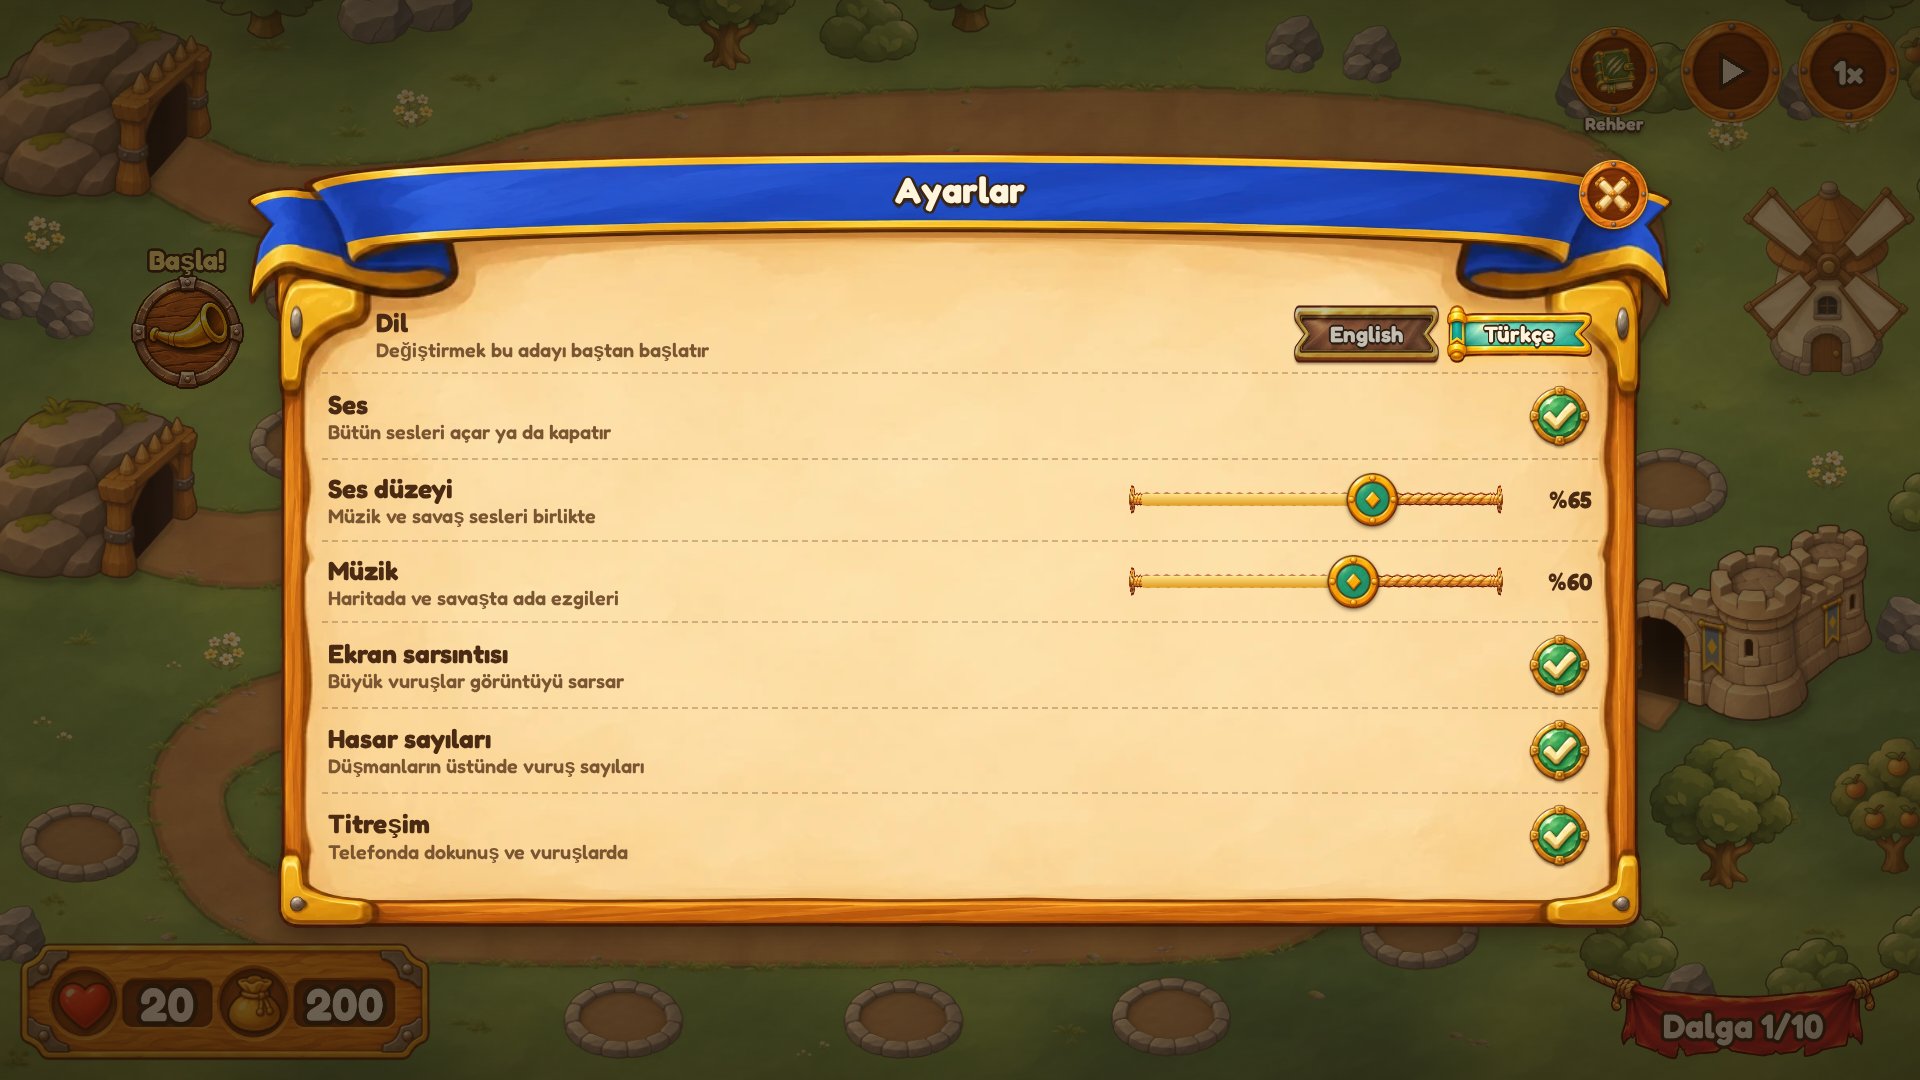 Rehber
1x
Ayarlar
Başla!
Dil
Değiştirmek bu adayı baştan başlatır
English
Türkçe
Ses
Bütün sesleri açar ya da kapatır
Ses düzeyi
Müzik ve savaş sesleri birlikte
%65
Müzik
Haritada ve savaşta ada ezgileri
%60
Ekran sarsıntısı
Büyük vuruşlar görüntüyü sarsar
Hasar sayıları
Düşmanların üstünde vuruş sayıları
Titreşim
Telefonda dokunuş ve vuruşlarda
20
200
Dalga 1/10